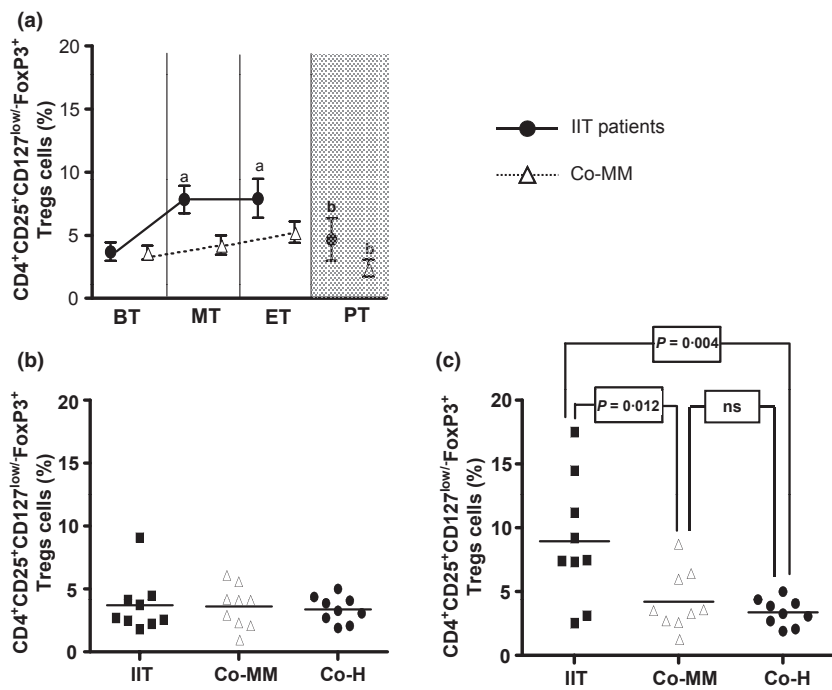 (a)
CD4⁺CD25⁺CD127ˡᵒʷ/⁻FoxP3⁺
Tregs cells (%)
20
15
10
5
0
a
a
b
b
BT
MT
ET
PT
IIT patients
Co-MM
(b)
CD4⁺CD25⁺CD127ˡᵒʷ/⁻FoxP3⁺
Tregs cells (%)
20
15
10
5
0
IIT
Co-MM
Co-H
(c)
P = 0·004
P = 0·012
ns
CD4⁺CD25⁺CD127ˡᵒʷ/⁻FoxP3⁺
Tregs cells (%)
20
15
10
5
0
IIT
Co-MM
Co-H